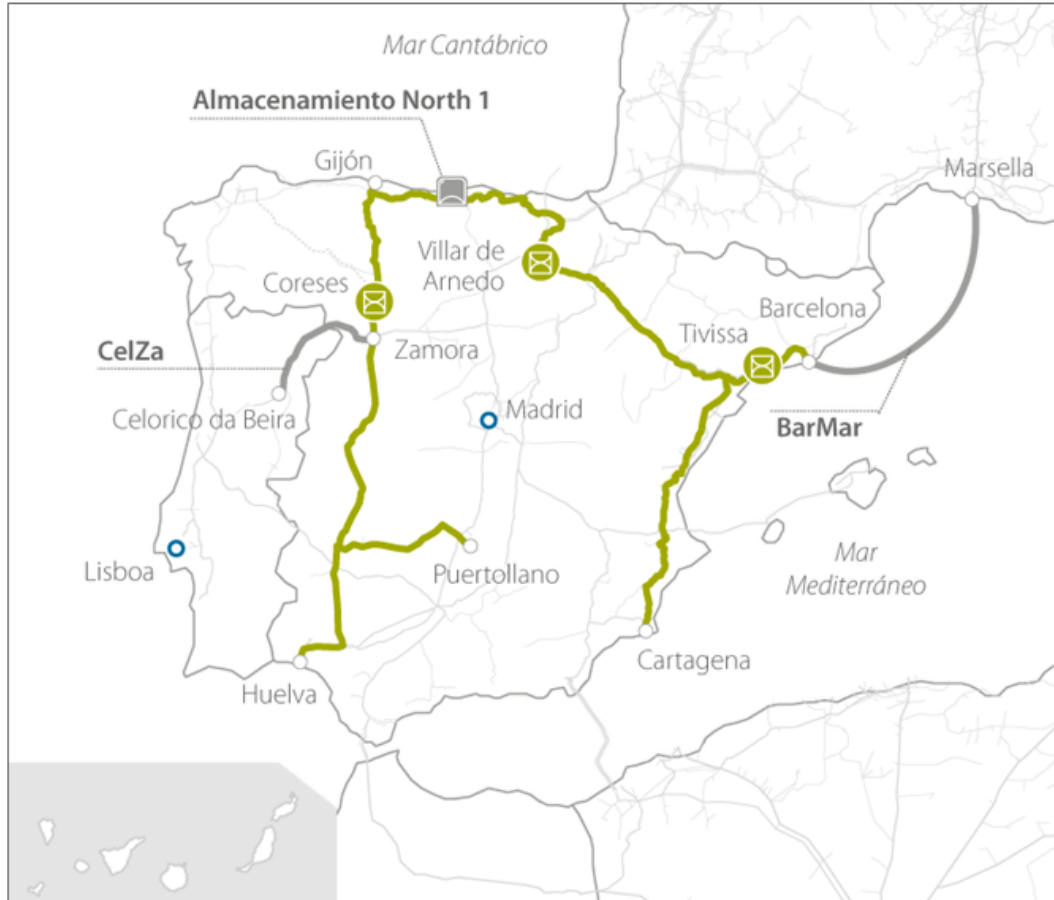 Mar Cantábrico
Almacenamiento North 1
Gijón
Marsella
Villar de
Arnedo
Coreses
Barcelona
Tivissa
CelZa
Zamora
Celorico da Beira
Madrid
BarMar
Lisboa
Puertollano
Mar
Mediterráneo
Cartagena
Huelva